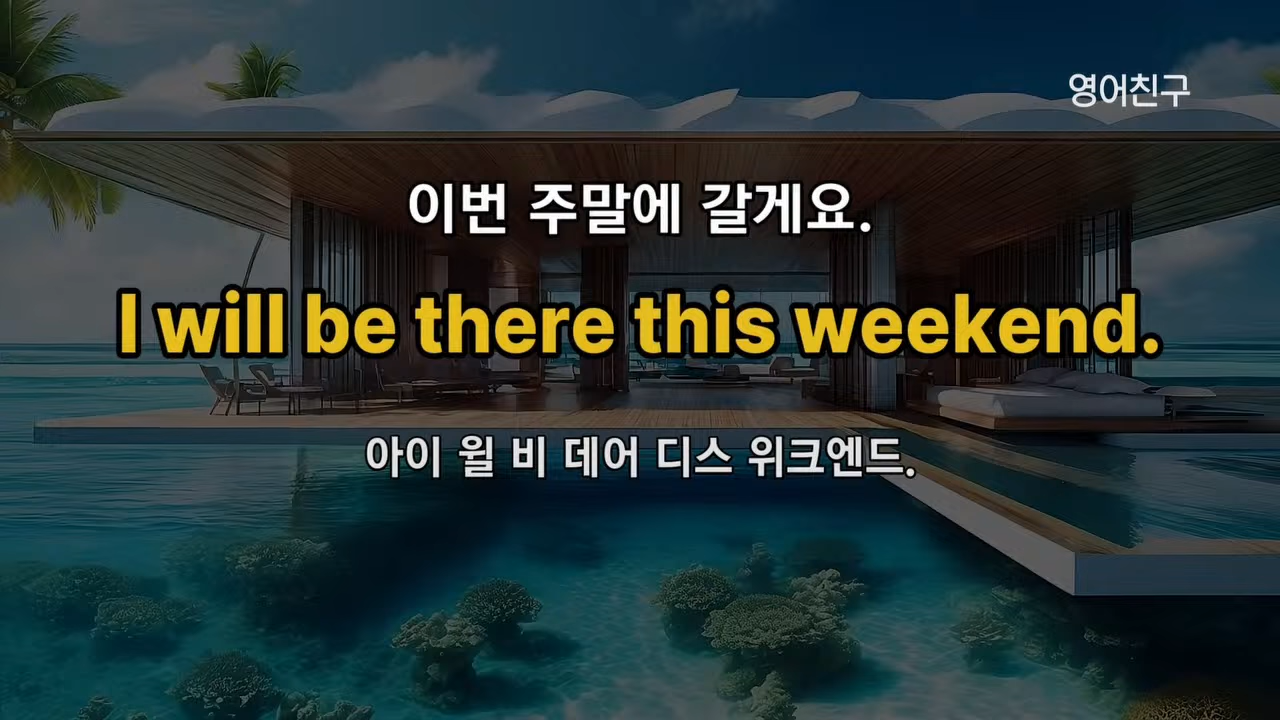 영어친구
이번 주말에 갈게요.
I will be there this weekend.
아이 윌 비 데어 디스 위크엔드.